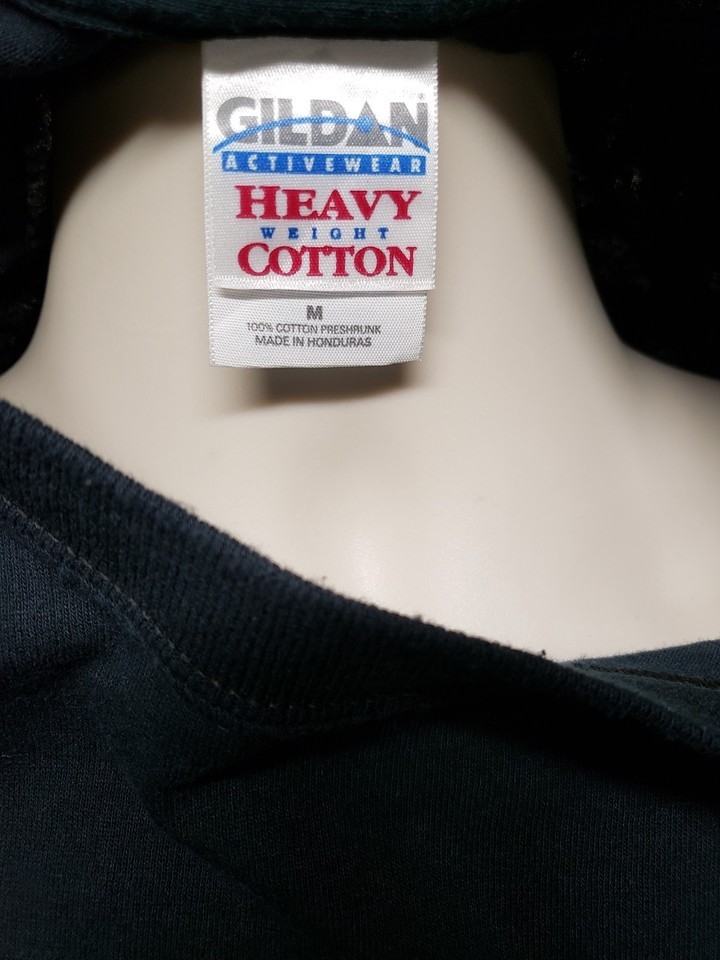 GILDAN®
ACTIVEWEAR
HEAVY
WEIGHT
COTTON
M
100% COTTON PRESHRUNK
MADE IN HONDURAS